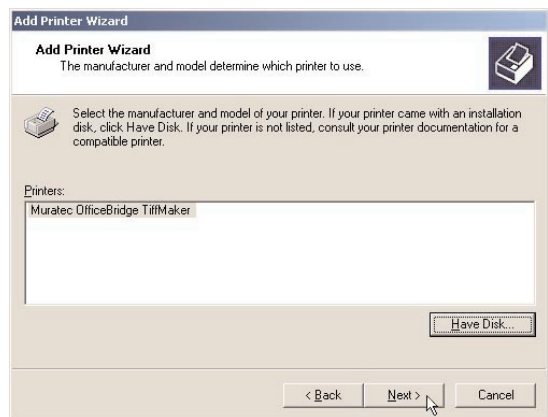 Add Printer Wizard
Add Printer Wizard
The manufacturer and model determine which printer to use.
Select the manufacturer and model of your printer. If your printer came with an installation
disk, click Have Disk. If your printer is not listed, consult your printer documentation for a
compatible printer.
Printers:
Muratec OfficeBridge TiffMaker
Have Disk...
< Back Next > Cancel